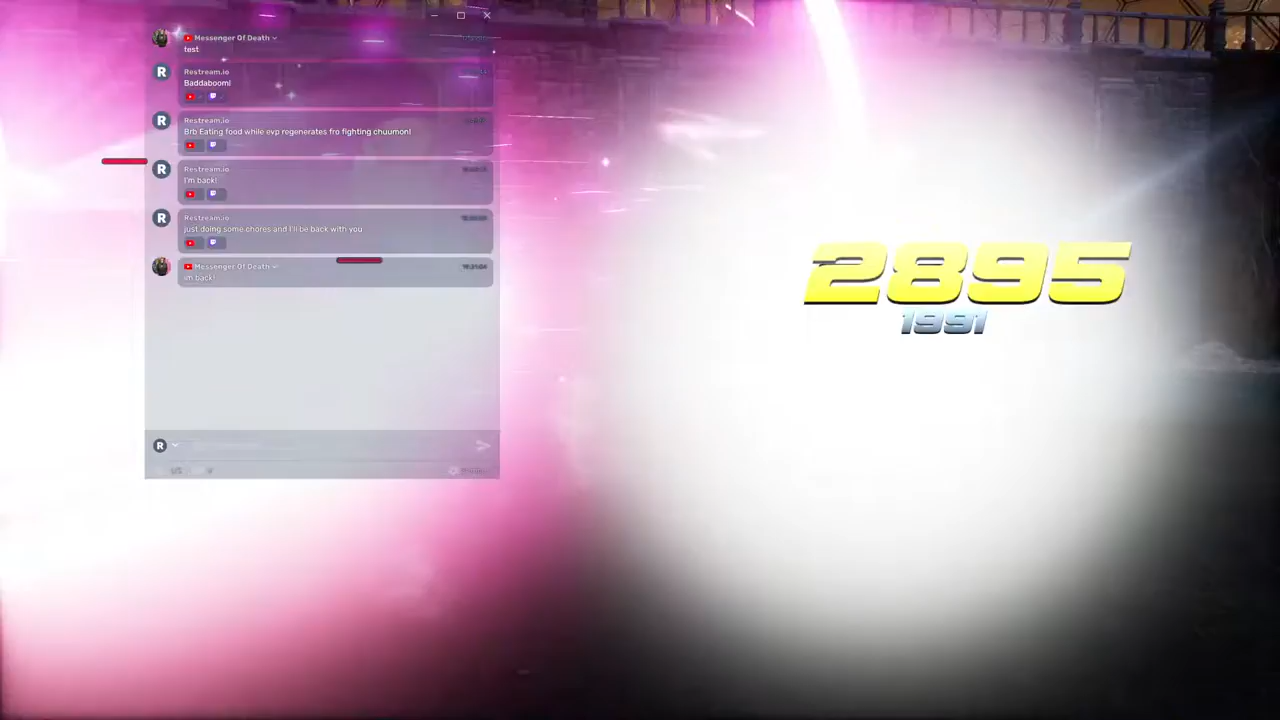 Messenger Of Death
test
Restream.io
Baddaboom!
Restream.io
Brb Eating food while evp regenerates fro fighting chuumon!
Restream.io
I'm back!
Restream.io
just doing some chores and I'll be back with you
Messenger Of Death
im back!
2895
1991